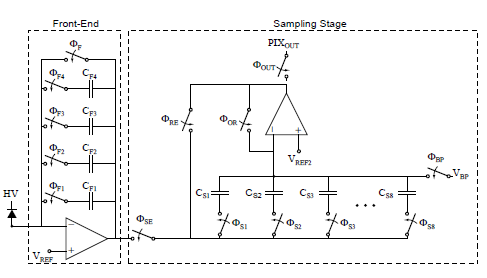 Front-End
Sampling Stage
ΦF
ΦF4 CF4
ΦF3 CF3
ΦF2 CF2
ΦF1 CF1
HV
VREF
− +
ΦSE
PIXOUT
ΦOUT
ΦRE
ΦOR
− +
VREF2
ΦBP
VBP
CS1 CS2 CS3 CS8
• • •
ΦS1 ΦS2 ΦS3 ΦS8